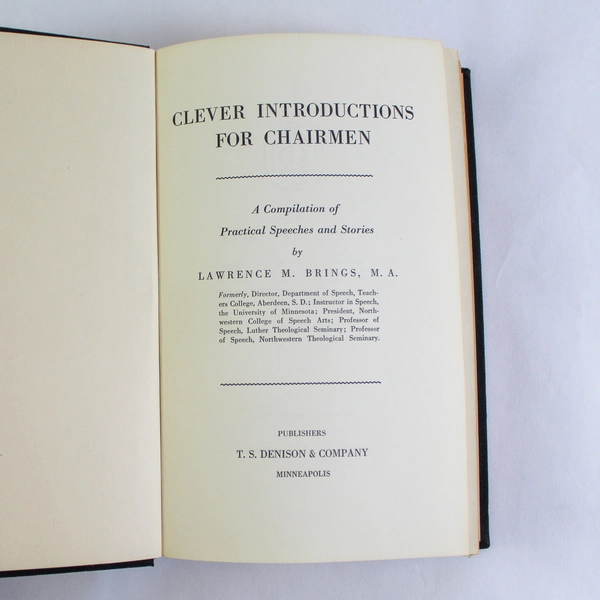 CLEVER INTRODUCTIONS
FOR CHAIRMEN
A Compilation of
Practical Speeches and Stories
by
LAWRENCE M. BRINGS, M. A.
Formerly, Director, Department of Speech, Teach-
ers College, Aberdeen, S. D.; Instructor in Speech,
the University of Minnesota; President, North-
western College of Speech Arts; Professor of
Speech, Luther Theological Seminary; Professor
of Speech, Northwestern Theological Seminary.
PUBLISHERS
T. S. DENISON & COMPANY
MINNEAPOLIS